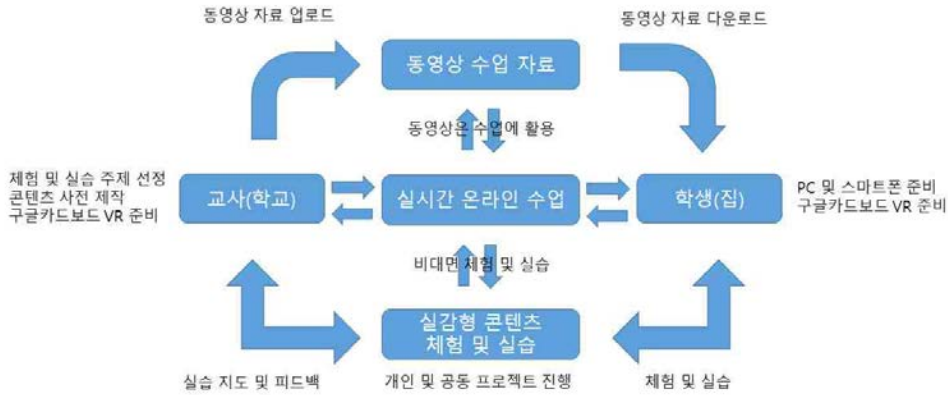 동영상 자료 업로드
동영상 자료 다운로드
동영상 수업 자료
동영상은 수업에 활용
체험 및 실습 주제 선정
콘텐츠 사전 제작
구글카드보드 VR 준비
교사(학교)
실시간 온라인 수업
학생(집)
PC 및 스마트폰 준비
구글카드보드 VR 준비
비대면 체험 및 실습
실감형 콘텐츠
체험 및 실습
실습 지도 및 피드백
개인 및 공동 프로젝트 진행
체험 및 실습